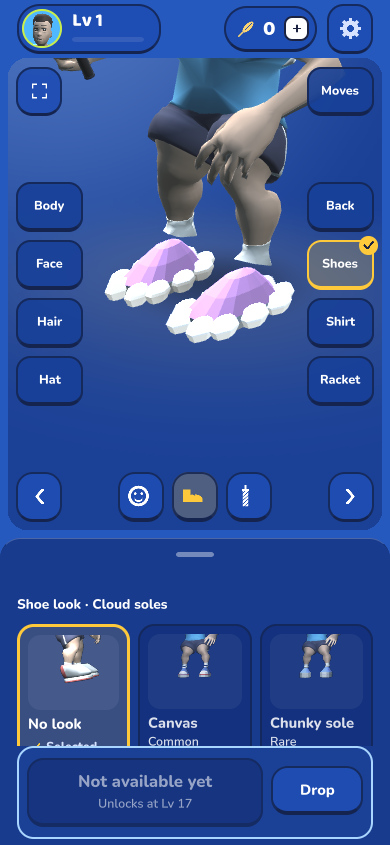 Lv 1
0
+
Moves
Body
Back
Face
Shoes
Hair
Shirt
Hat
Racket
Shoe look · Cloud soles
No look
✓ Selected
Canvas
Common
Chunky sole
Rare
Not available yet
Unlocks at Lv 17
Drop